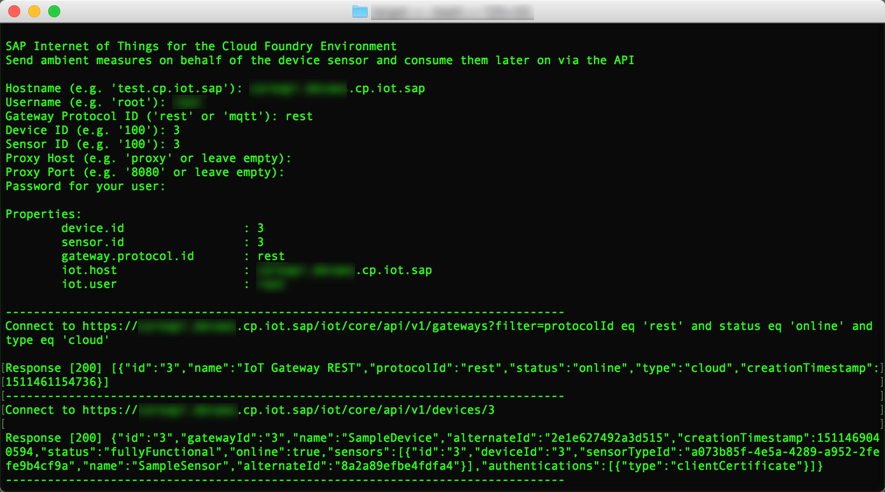 SAP Internet of Things for the Cloud Foundry Environment
Send ambient measures on behalf of the device sensor and consume them later on via the API
Hostname (e.g. 'test.cp.iot.sap'): .cp.iot.sap
Username (e.g. 'root'):
Gateway Protocol ID ('rest' or 'mqtt'): rest
Device ID (e.g. '100'): 3
Sensor ID (e.g. '100'): 3
Proxy Host (e.g. 'proxy' or leave empty):
Proxy Port (e.g. '8080' or leave empty):
Password for your user:
Properties:
device.id : 3
sensor.id : 3
gateway.protocol.id : rest
iot.host : .cp.iot.sap
iot.user :
--------------------------------------------------------------------------------
Connect to https://.cp.iot.sap/iot/core/api/v1/gateways?filter=protocolId eq 'rest' and status eq 'online' and
type eq 'cloud'
Response [200] [{"id":"3","name":"IoT Gateway REST","protocolId":"rest","status":"online","type":"cloud","creationTimestamp":
1511461154736}]
--------------------------------------------------------------------------------
Connect to https://.cp.iot.sap/iot/core/api/v1/devices/3
Response [200] {"id":"3","gatewayId":"3","name":"SampleDevice","alternateId":"2e1e627492a3d515","creationTimestamp":151146904
0594,"status":"fullyFunctional","online":true,"sensors":[{"id":"3","deviceId":"3","sensorTypeId":"a073b85f-4e5a-4289-a952-2fe
fe9b4cf9a","name":"SampleSensor","alternateId":"8a2a89efbe4fdfa4"}],"authentications":[{"type":"clientCertificate"}]}
--------------------------------------------------------------------------------